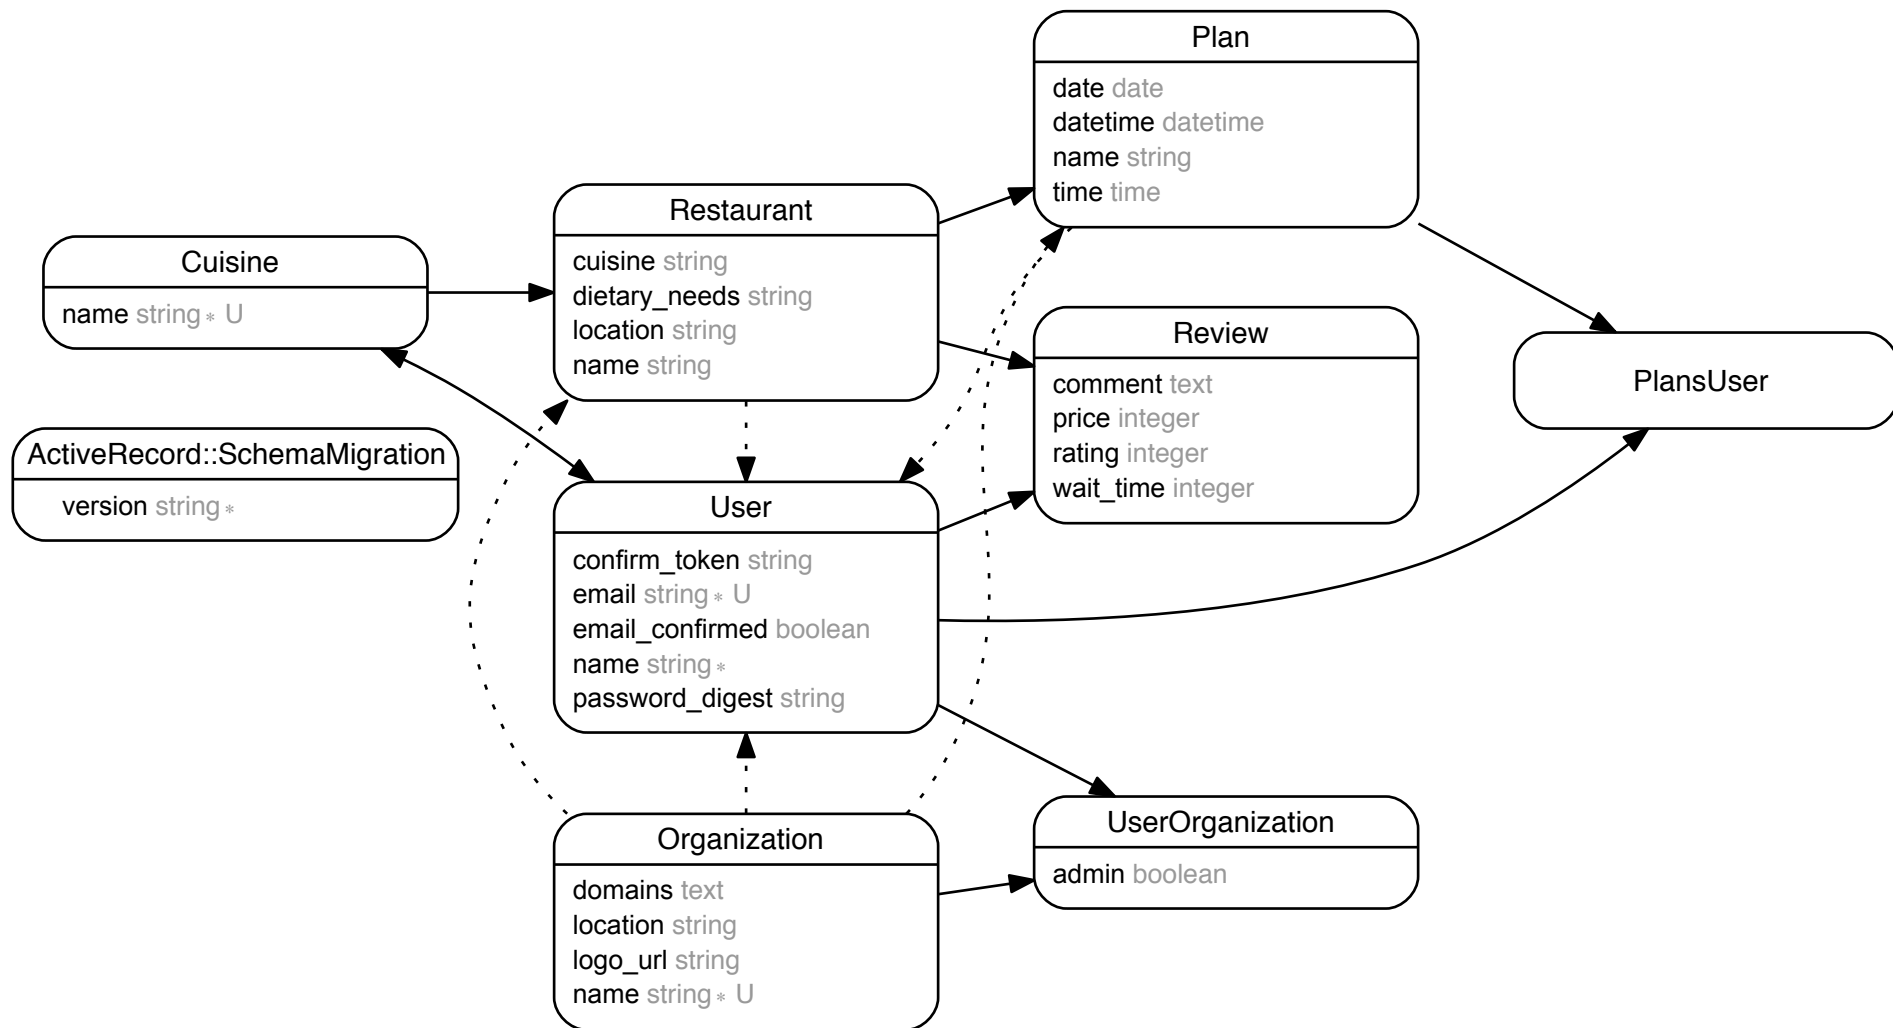 Plan
date date
datetime datetime
name string
time time
Restaurant
cuisine string
dietary_needs string
location string
name string
Cuisine
name string* U
Review
comment text
price integer
rating integer
wait_time integer
PlansUser
ActiveRecord::SchemaMigration
version string*
User
confirm_token string
email string* U
email_confirmed boolean
name string*
password_digest string
UserOrganization
admin boolean
Organization
domains text
location string
logo_url string
name string* U